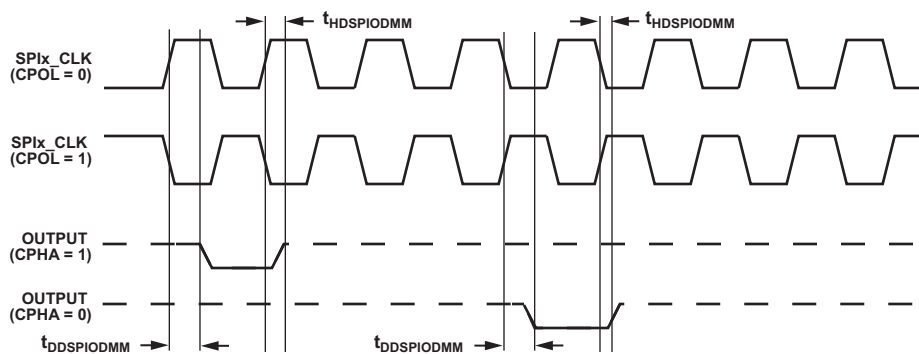 tHDSPIODMM
tHDSPIODMM
SPIx_CLK
(CPOL = 0)
SPIx_CLK
(CPOL = 1)
OUTPUT
(CPHA = 1)
OUTPUT
(CPHA = 0)
tDDSPIODMM
tDDSPIODMM